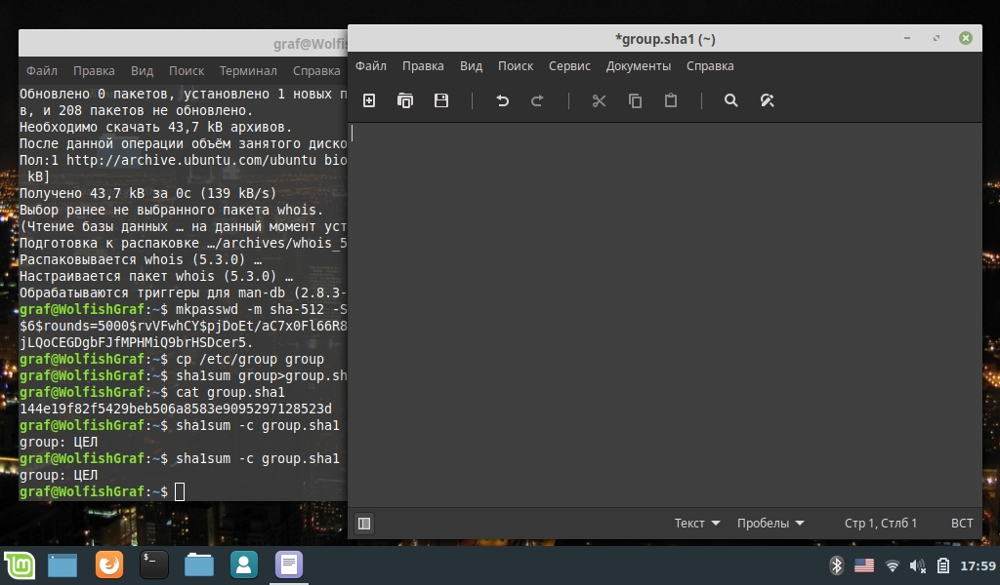 graf@Wolfis
Файл Правка Вид Поиск Терминал Справка
Обновлено 0 пакетов, установлено 1 новых п
в, и 208 пакетов не обновлено.
Необходимо скачать 43,7 kB архивов.
После данной операции объём занятого диско
Пол:1 http://archive.ubuntu.com/ubuntu bio
kB]
Получено 43,7 kB за 0с (139 kB/s)
Выбор ранее не выбранного пакета whois.
(Чтение базы данных … на данный момент уст
Подготовка к распаковке …/archives/whois_5
Распаковывается whois (5.3.0) …
Настраивается пакет whois (5.3.0) …
Обрабатываются триггеры для man-db (2.8.3-
graf@WolfishGraf:~$ mkpasswd -m sha-512 -S
$6$rounds=5000$rvVFwhCY$pjDoEt/aC7x0Fl66R8
jLQoCEGDgbFJfMPHMiQ9brHSDcer5.
graf@WolfishGraf:~$ cp /etc/group group
graf@WolfishGraf:~$ sha1sum group>group.sh
graf@WolfishGraf:~$ cat group.sha1
144e19f82f5429beb506a8583e9095297128523d
graf@WolfishGraf:~$ sha1sum -c group.sha1
group: ЦЕЛ
graf@WolfishGraf:~$ sha1sum -c group.sha1
group: ЦЕЛ
graf@WolfishGraf:~$
*group.sha1 (~)
Файл Правка Вид Поиск Сервис Документы Справка
Текст Пробелы Стр 1, Стлб 1 ВСТ
17:59